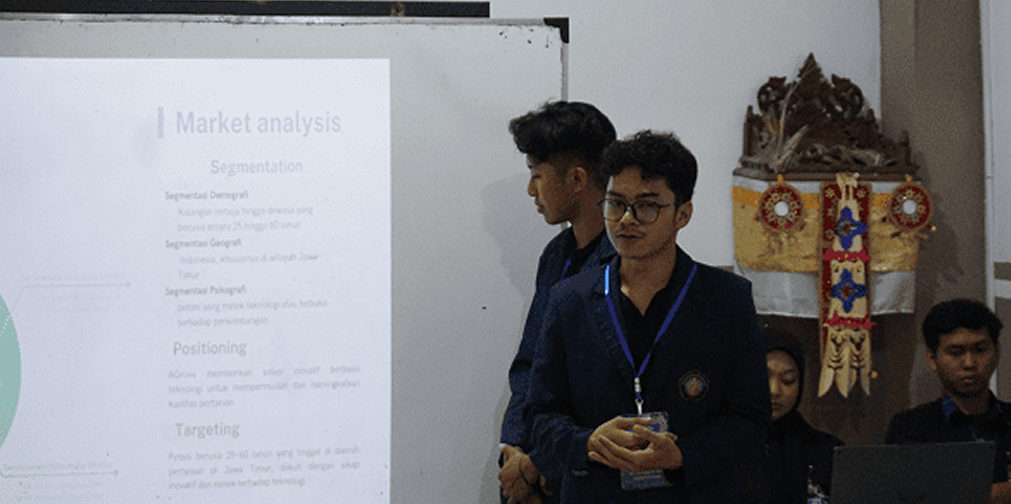 Market analysis
Segmentation
Segmentasi Demografi
Kalangan remaja hingga dewasa yang
berusia antara 25 hingga 60 tahun
Segmentasi Geografi
Indonesia, khususnya di wilayah Jawa
Timur
Segmentasi Psikografi
petani yang melek teknologi atau terbuka
terhadap perkembangan
Positioning
AGrow memberikan solusi inovatif berbasis
teknologi untuk mempermudah dan meningkatkan
kualitas pertanian
Targeting
Petani berusia 25-60 tahun yang tinggal di daerah
pertanian di Jawa Timur, diikuti dengan sikap
inovatif dan melek terhadap teknologi